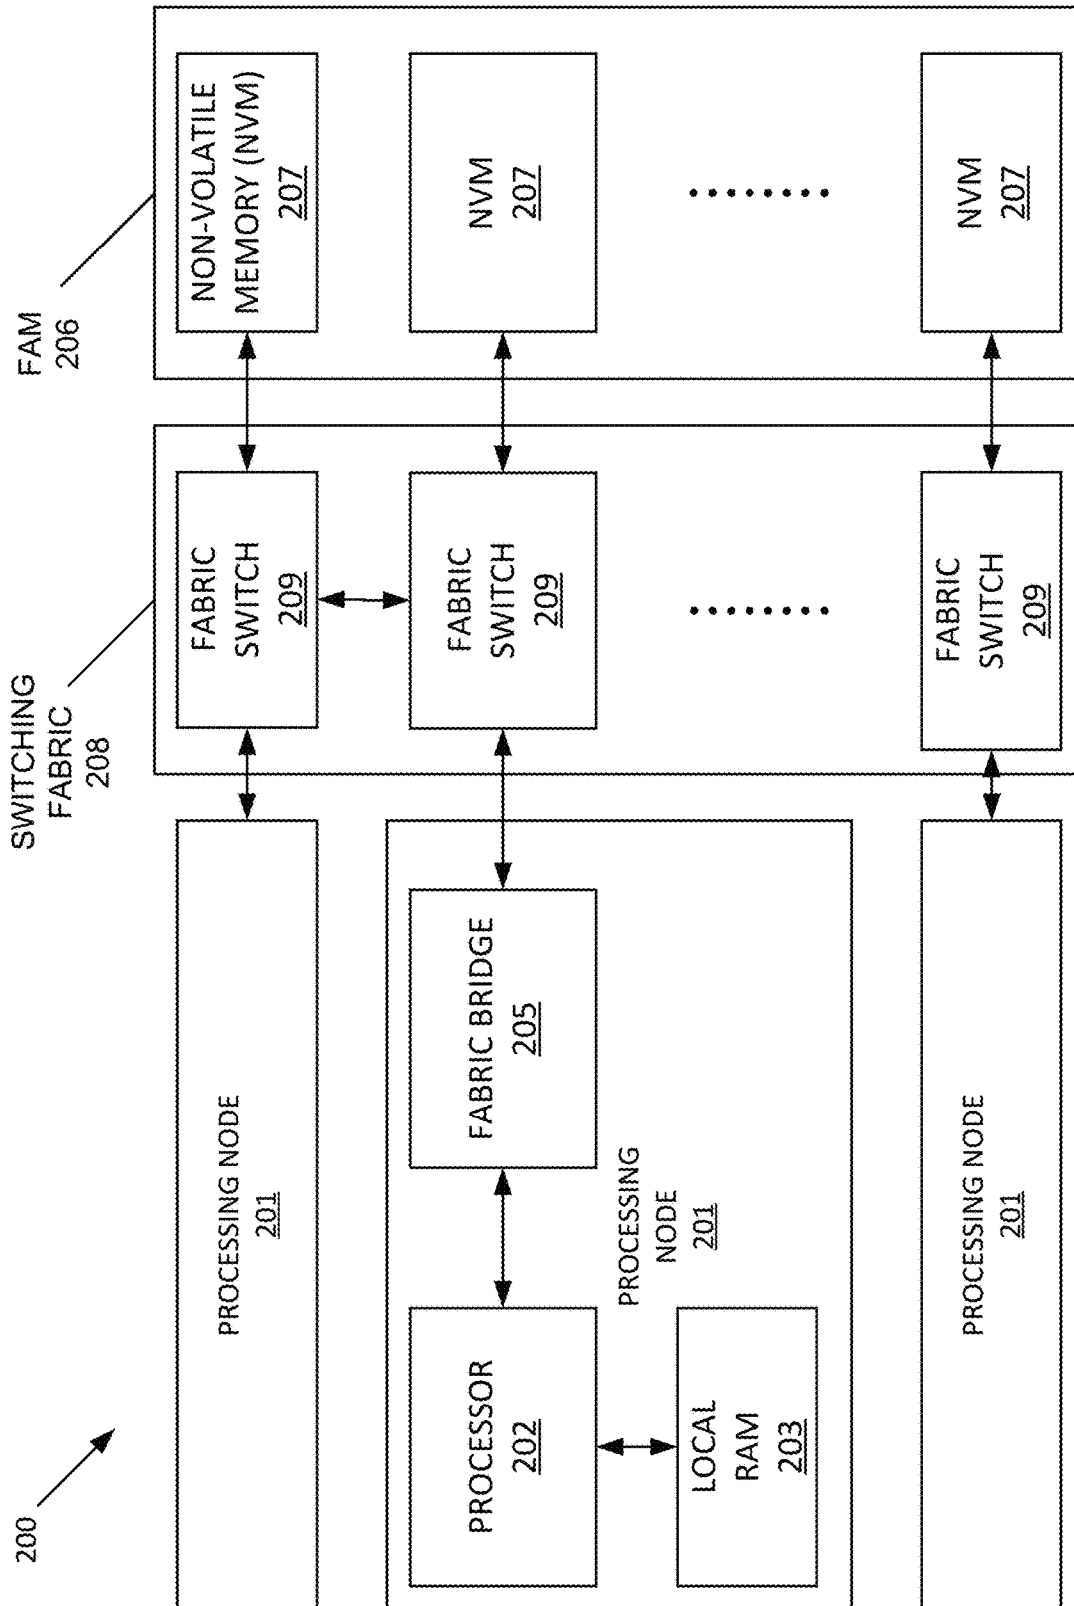 200
SWITCHING
FABRIC
208
FAM
206
PROCESSING NODE
201
FABRIC
SWITCH
209
NON-VOLATILE
MEMORY (NVM)
207
PROCESSOR
202
FABRIC BRIDGE
205
FABRIC
SWITCH
209
NVM
207
PROCESSING
NODE
201
LOCAL
RAM
203
PROCESSING NODE
201
FABRIC
SWITCH
209
NVM
207